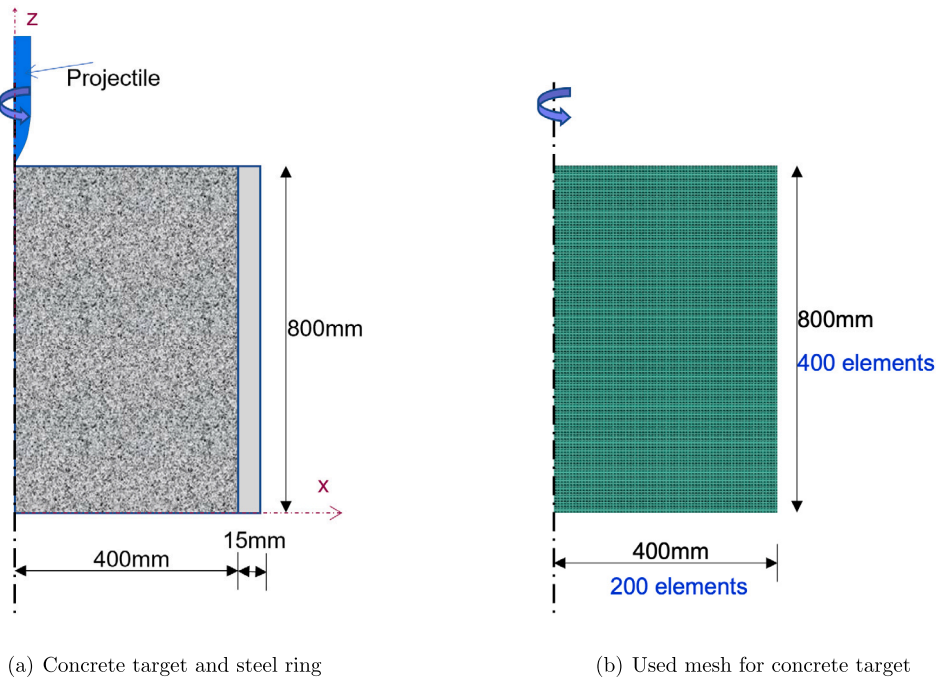 z
Projectile
800mm
x
15mm
400mm
(a) Concrete target and steel ring
800mm
400 elements
400mm
200 elements
(b) Used mesh for concrete target